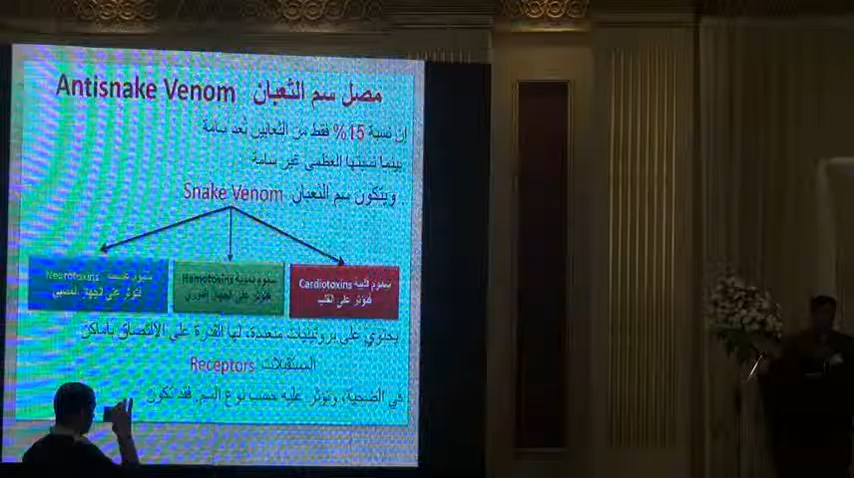 مصل سم الثعبان Antisnake Venom
إن نسبة 15% فقط من الثعابين تُعد سامة
بينما نسبتها العظمى غير سامة
ويتكون سم الثعبان Snake Venom
سموم عصبية Neurotoxins
تؤثر على الجهاز العصبي
سموم دموية Hemotoxins
تؤثر على الجهاز الدوري
سموم قلبية Cardiotoxins
تؤثر على القلب
يحتوي على بروتينات متعددة، لها القدرة على الالتصاق بأماكن
المستقبلات Receptors
في الضحية، وتؤثر عليه حسب نوع السم. فقد تكون